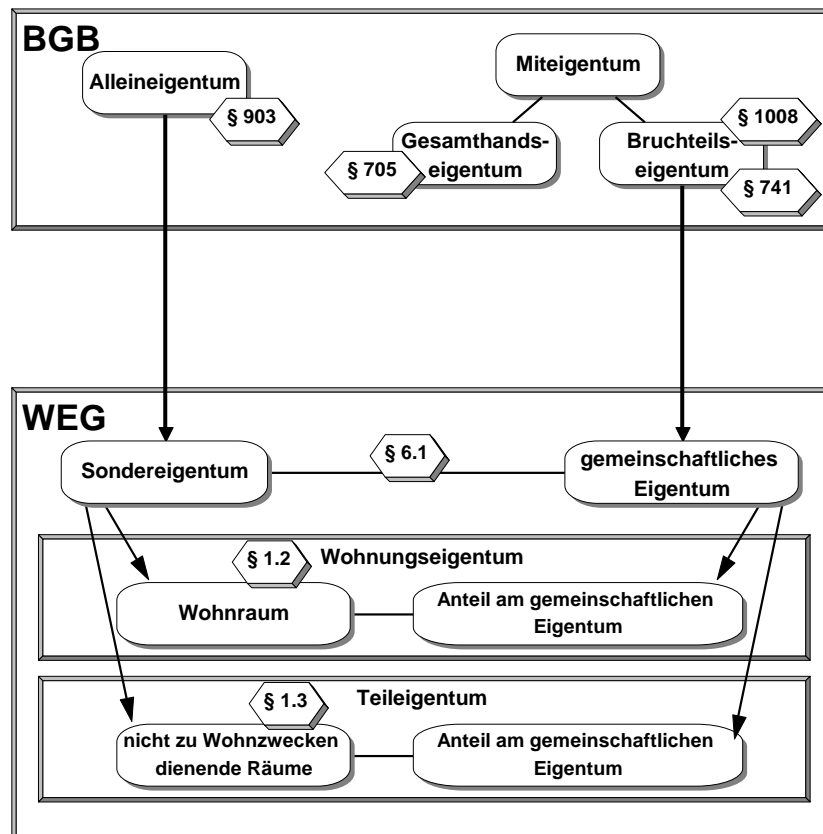 BGB
Alleineigentum
§ 903
Miteigentum
Gesamthands-
eigentum
§ 705
Bruchteils-
eigentum
§ 1008
§ 741
WEG
Sondereigentum
§ 6.1
gemeinschaftliches
Eigentum
§ 1.2
Wohnungseigentum
Wohnraum
Anteil am gemeinschaftlichen
Eigentum
§ 1.3
Teileigentum
nicht zu Wohnzwecken
dienende Räume
Anteil am gemeinschaftlichen
Eigentum